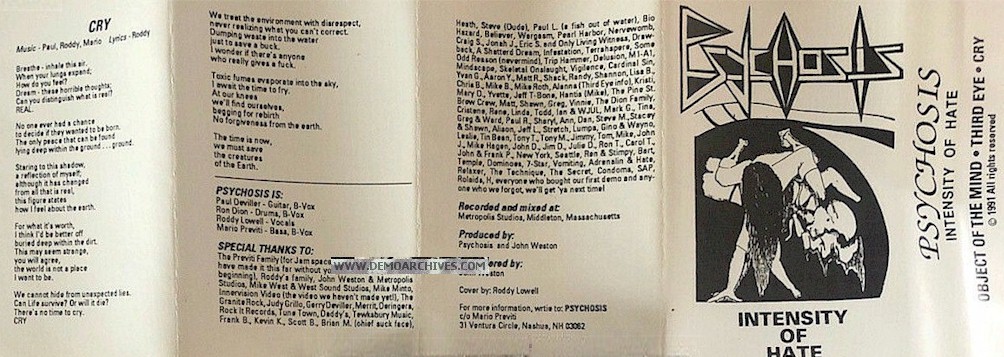 CRY
Music - Paul, Roddy, Mario Lyrics - Roddy
Breathe - inhale this air.
When your lungs expand;
How do you feel?
Dream - these horrible thoughts;
Can you distinguish what is real?
REAL.
No one ever had a chance
to decide if they wanted to be born.
The only peace that can be found
lying deep within the ground . . . ground.
Staring to this shadow,
a reflection of myself;
although it has changed
from all that is real,
this figure states
how I feel about the earth.
For what it's worth,
I think I'd be better off
buried deep within the dirt.
This may seem strange,
you will agree,
the world is not a place
I want to be.
We cannot hide from unexpected lies.
Can Life survive? Or will it die?
There's no time to cry.
CRY
We treat the environment with disrespect,
never realizing what you can't correct.
Dumping waste into the water
just to save a buck.
I wonder if there's anyone
who really gives a fuck.
Toxic fumes evaporate into the sky,
I await the time to fry.
At our knees
we'll find ourselves,
begging for rebirth
No forgiveness from the earth.
The time is now,
we must save
the creatures
of the Earth.
PSYCHOSIS IS:
Paul Deviller - Guitar, B-Vox
Ron Dion - Drums, B-Vox
Roddy Lowell - Vocals
Mario Previti - Bass, B-Vox
SPECIAL THANKS TO:
The Previti Family (for Jam space
have made it this far without yo
beginning), Roddy's family, John Weston & Metropolis
Studios, Mike West & West Sound Studios, Mike Minto,
Innervision Video (the video we haven't made yet!), The
Granite Rock, Judy Grillo, Gerry Deviller, Merrit, Deringers,
Rock It Records, Tune Town, Daddy's, Tewksbury Music,
Frank B., Kevin K., Scott B., Brian M. (chief suck face),
Heath, Steve (Dude), Paul L. (a fish out of water), Bio
Hazard, Believer, Wargasm, Pearl Harbor, Nervewomb,
Craig S., Jonah J., Eric S. and Only Living Witness, Draw-
back, A Shattered Dream, Infestation, Terrahapere, Some
Odd Reason (nevermind), Trip Hammer, Delusion, M1-A1,
Mindscape, Skeletal Onslaught, Vigilance, Cardinal Sin,
Yvan G., Aaron Y., Matt R., Shack, Randy, Shannon, Lisa B.,
Chris B., Mike B., Mike Roth, Alanna (Third Eye info), Kristi,
Mary D., Yvette, Jeff T-Bone, Hantis (Mike), The Pine St.
Brew Crew, Matt, Shawn, Greg, Vinnie, The Dion Family,
Cristene, Rene, Linda, Todd, Ian & WJUL, Mark G., Tina,
Greg & Ward, Paul R., Sheryl, Ann, Dan, Steve M., Stacey
& Shawn, Alison, Jeff L., Stretch, Lumpa, Gino & Wayno,
Leslie, Tin Bean, Tony T., Tony M., Jimmy, Tom, Mike, John
J., Mike Hagen, John D., Jim D., Julie D., Ron T., Carol T.,
John & Frank P., New York, Seattle, Ren & Stimpy, Bart,
Temple, Dominoes, 7-Star, Vomiting, Adrenalin & Hate,
Relaxer, The Technique, The Secret, Condoms, SAP,
Rolaids, H, everyone who bought our first demo and any-
one who we forgot, we'll get 'ya next time!
Recorded and mixed at:
Metropolis Studios, Middleton, Massachusetts
Produced by:
Psychosis and John Weston
ered by:
Weston
WWW.DEMOARCHIVES.COM
Cover by: Roddy Lowell
For more information, wrtie to: PSYCHOSIS
c/o Mario Previti
31 Ventura Circle, Nashua, NH 03062
PSYCHOSIS
INTENSITY
OF
HATE
PSYCHOSIS
INTENSITY OF HATE
OBJECT OF THE MIND • THIRD EYE • CRY
© 1991 All rights reserved